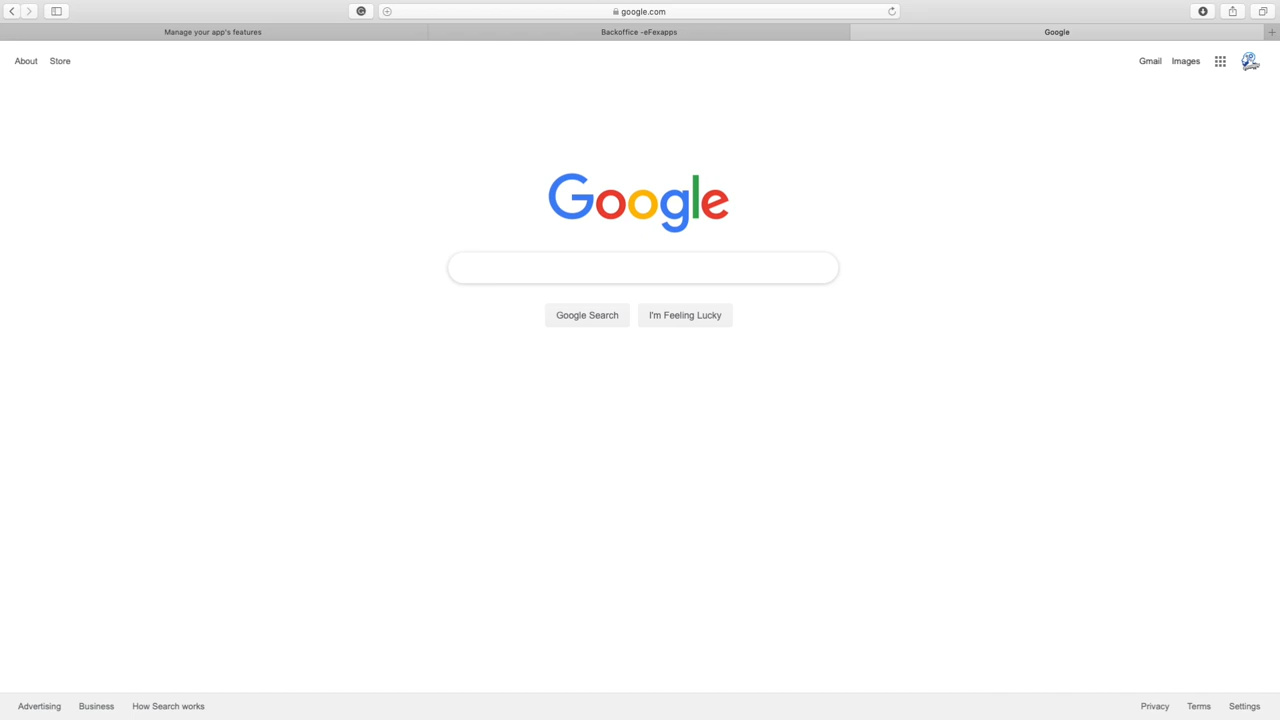 google.com
Manage your app's features
Backoffice -eFexapps
Google
About
Store
Gmail
Images
Google
Google Search
I'm Feeling Lucky
Advertising
Business
How Search works
Privacy
Terms
Settings